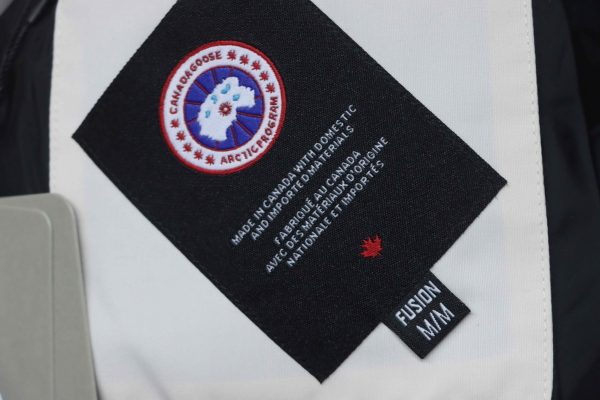 CANADA GOOSE
ARCTIC PROGRAM
MADE IN CANADA WITH DOMESTIC
AND IMPORTED MATERIALS
FABRIQUÉ AU CANADA
AVEC DES MATÉRIAUX D'ORIGINE
NATIONALE ET IMPORTÉS
FUSION
M/M